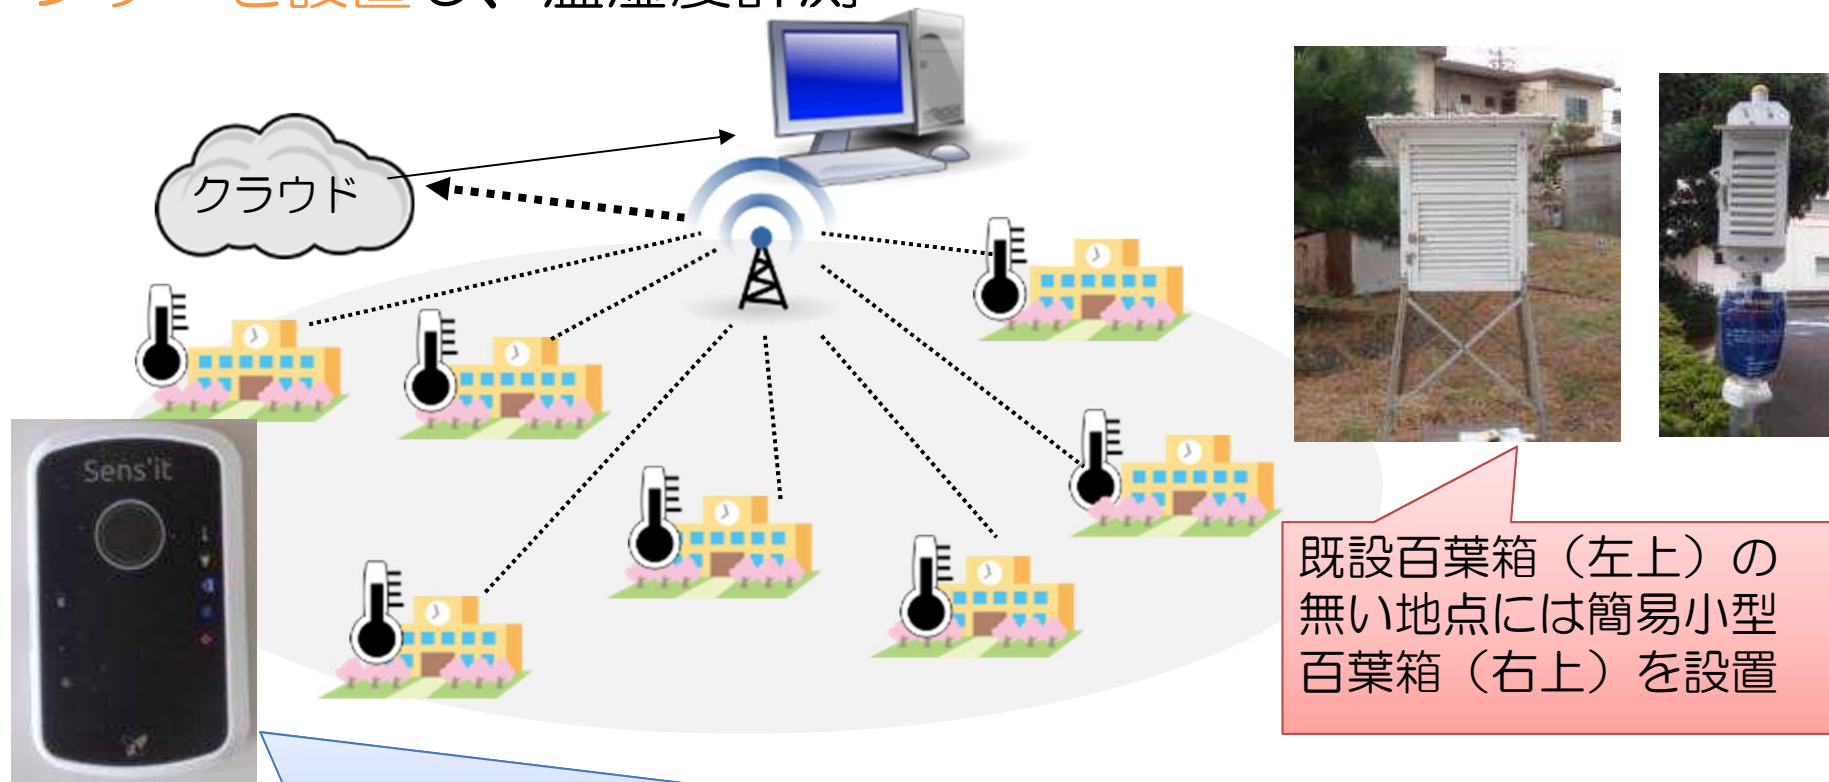 クラウド
Sens'it
既設百葉箱（左上）の
無い地点には簡易小型
百葉箱（右上）を設置